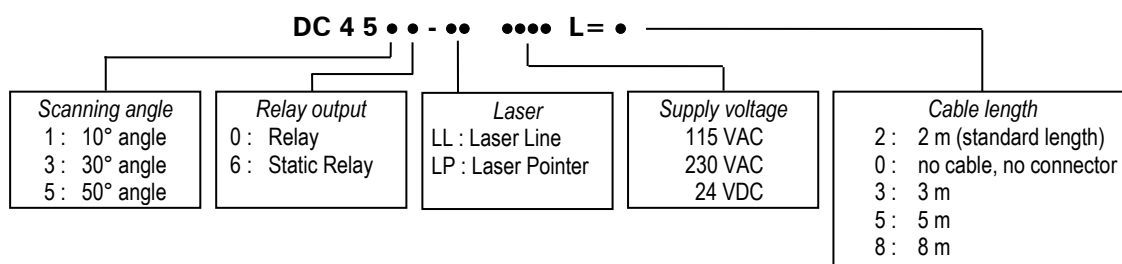 DC 4 5 ● ● - ●● ●●●● L= ●
Scanning angle
1 : 10° angle
3 : 30° angle
5 : 50° angle
Relay output
0 : Relay
6 : Static Relay
Laser
LL : Laser Line
LP : Laser Pointer
Supply voltage
115 VAC
230 VAC
24 VDC
Cable length
2 : 2 m (standard length)
0 : no cable, no connector
3 : 3 m
5 : 5 m
8 : 8 m